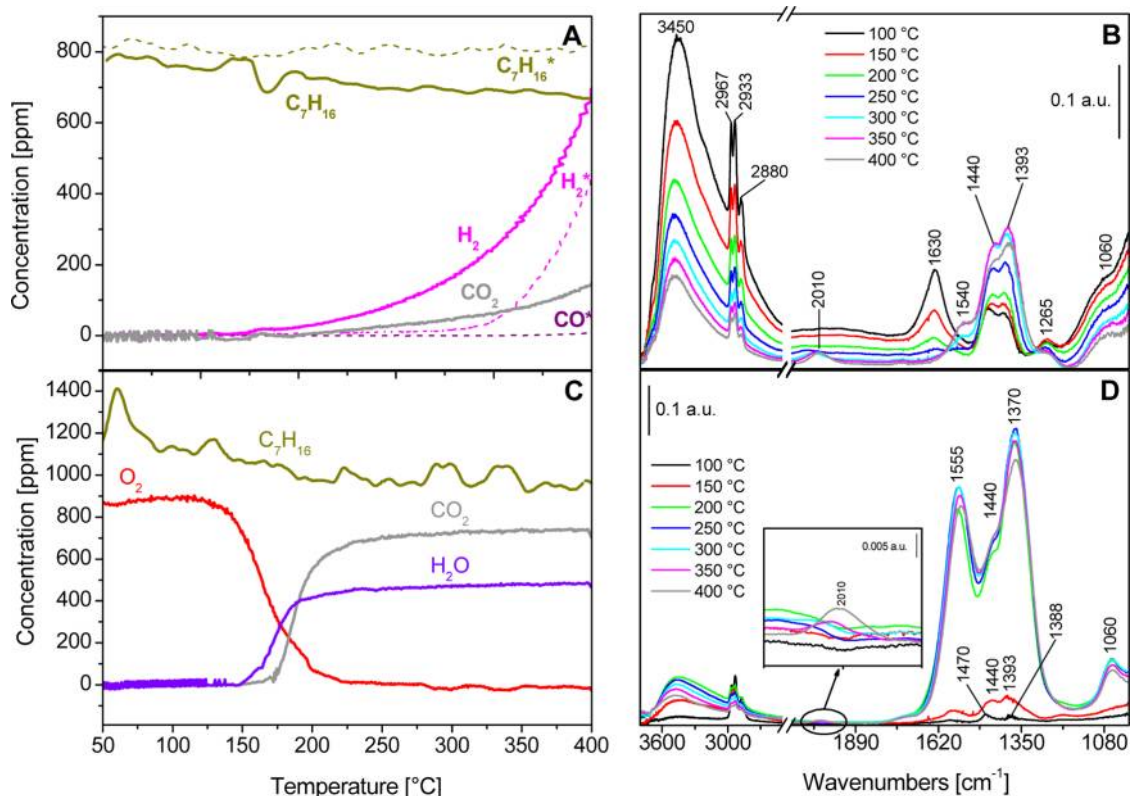 A
Concentration [ppm]
800
600
400
200
0
C₇H₁₆*
C₇H₁₆
H₂*
H₂
CO₂
CO*
B
3450
2967
2933
2880
100 °C
150 °C
200 °C
250 °C
300 °C
350 °C
400 °C
0.1 a.u.
1440
1393
1630
2010
1540
1265
1060
C
Concentration [ppm]
1400
1200
1000
800
600
400
200
0
C₇H₁₆
O₂
CO₂
H₂O
50
100
150
200
250
300
350
400
Temperature [°C]
D
0.1 a.u.
100 °C
150 °C
200 °C
250 °C
300 °C
350 °C
400 °C
0.005 a.u.
2010
1370
1555
1440
1388
1470
1440
1393
1060
3600
3000
1890
1620
1350
1080
Wavenumbers [cm⁻¹]